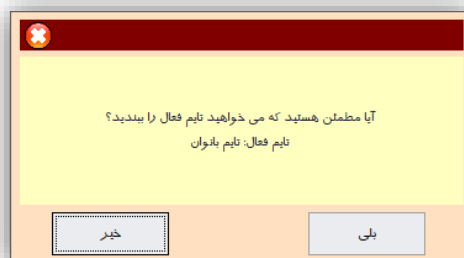 آیا مطمئن هستید که می خواهید تایم فعال را ببندید؟
تایم فعال: تایم بانوان
بلی
خیر